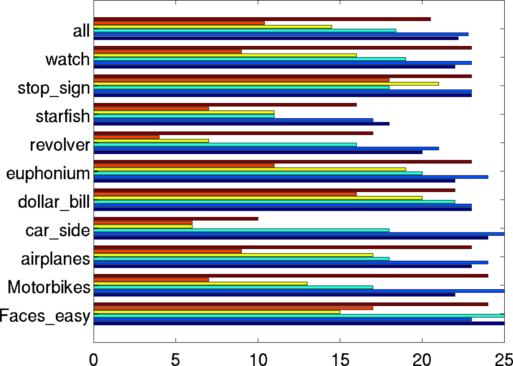 all
watch
stop_sign
starfish
revolver
euphonium
dollar_bill
car_side
airplanes
Motorbikes
Faces_easy
0 5 10 15 20 25